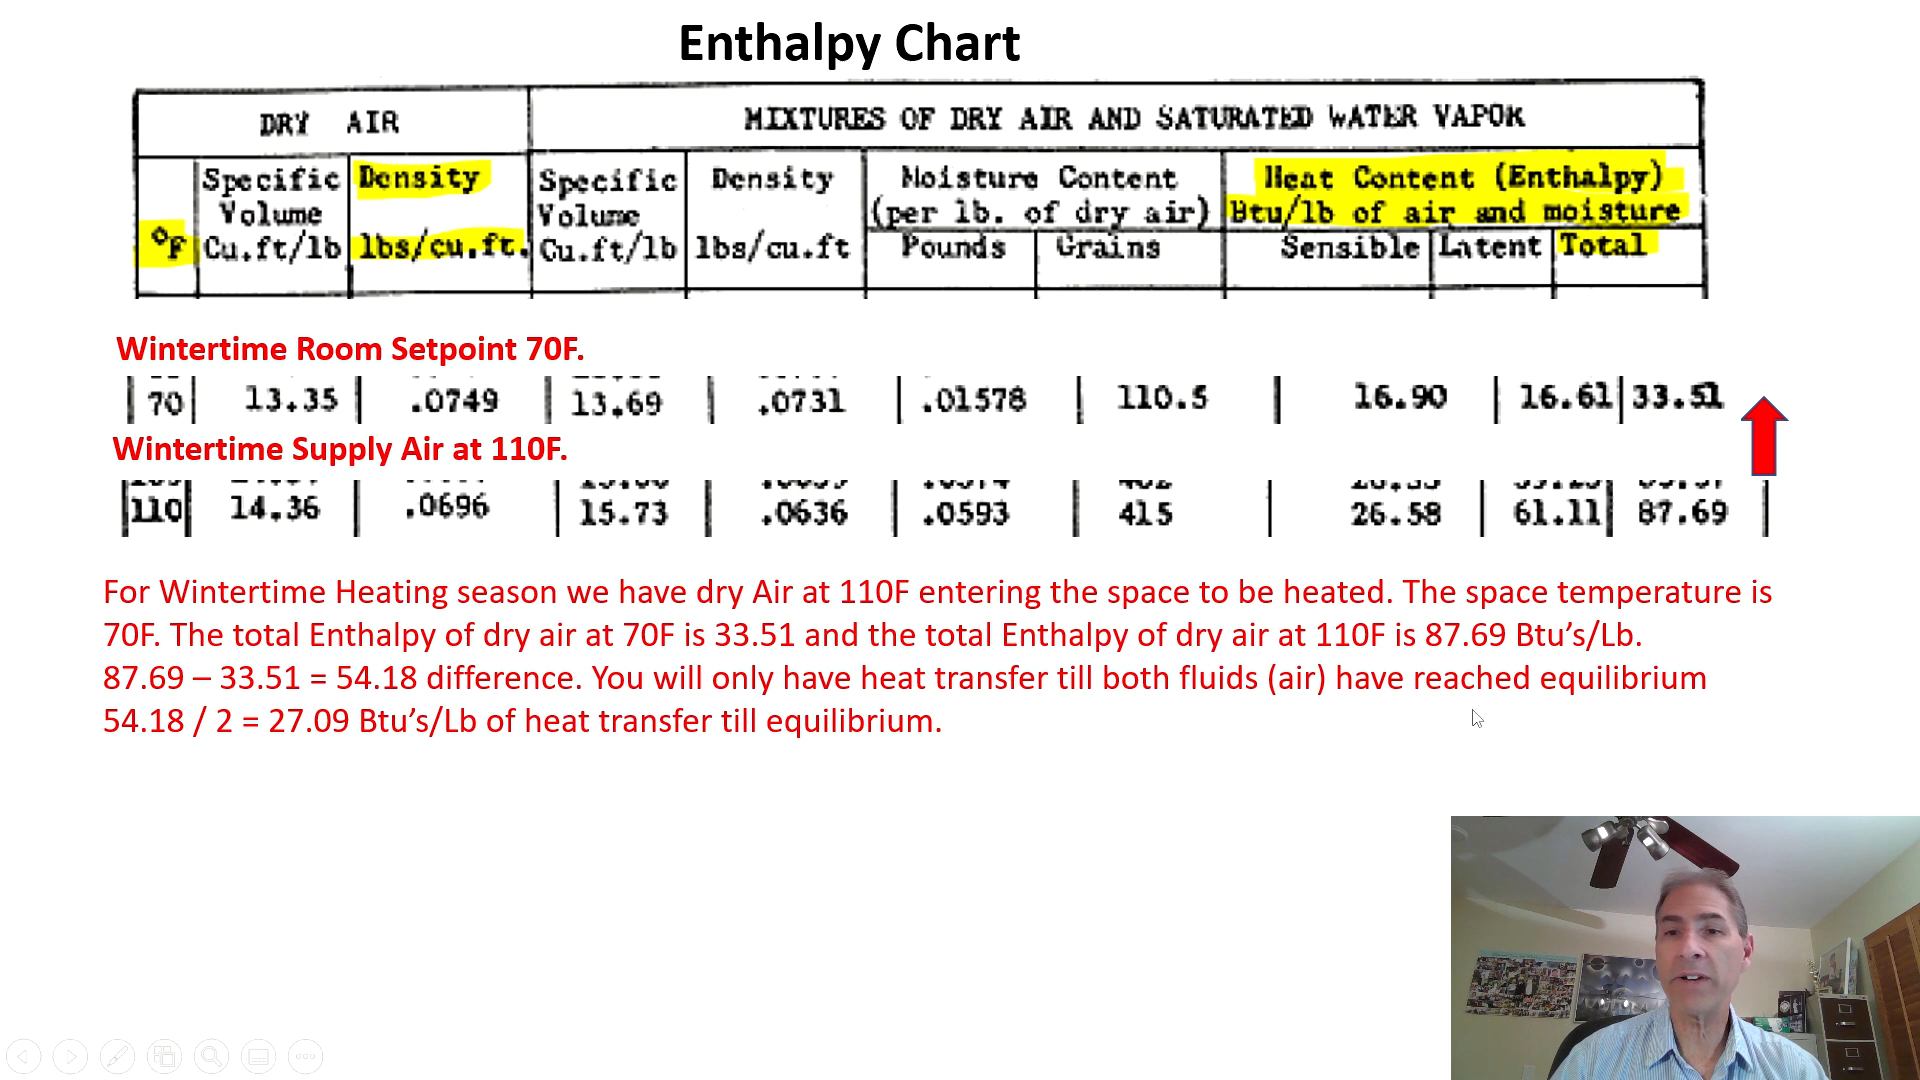 Enthalpy Chart
DRY AIR
MIXTURES OF DRY AIR AND SATURATED WATER VAPOR
Specific Density Specific Density Moisture Content Heat Content (Enthalpy)
Volume Volume (per lb. of dry air) Btu/lb of air and moisture
°F Cu.ft/lb lbs/cu.ft. Cu.ft/lb lbs/cu.ft Pounds Grains Sensible Latent Total
Wintertime Room Setpoint 70F.
70 13.35 .0749 13.69 .0731 .01578 110.5 16.90 16.61 33.51
Wintertime Supply Air at 110F.
110 14.36 .0696 15.73 .0636 .0593 415 26.58 61.11 87.69
For Wintertime Heating season we have dry Air at 110F entering the space to be heated. The space temperature is
70F. The total Enthalpy of dry air at 70F is 33.51 and the total Enthalpy of dry air at 110F is 87.69 Btu’s/Lb.
87.69 – 33.51 = 54.18 difference. You will only have heat transfer till both fluids (air) have reached equilibrium
54.18 / 2 = 27.09 Btu’s/Lb of heat transfer till equilibrium.